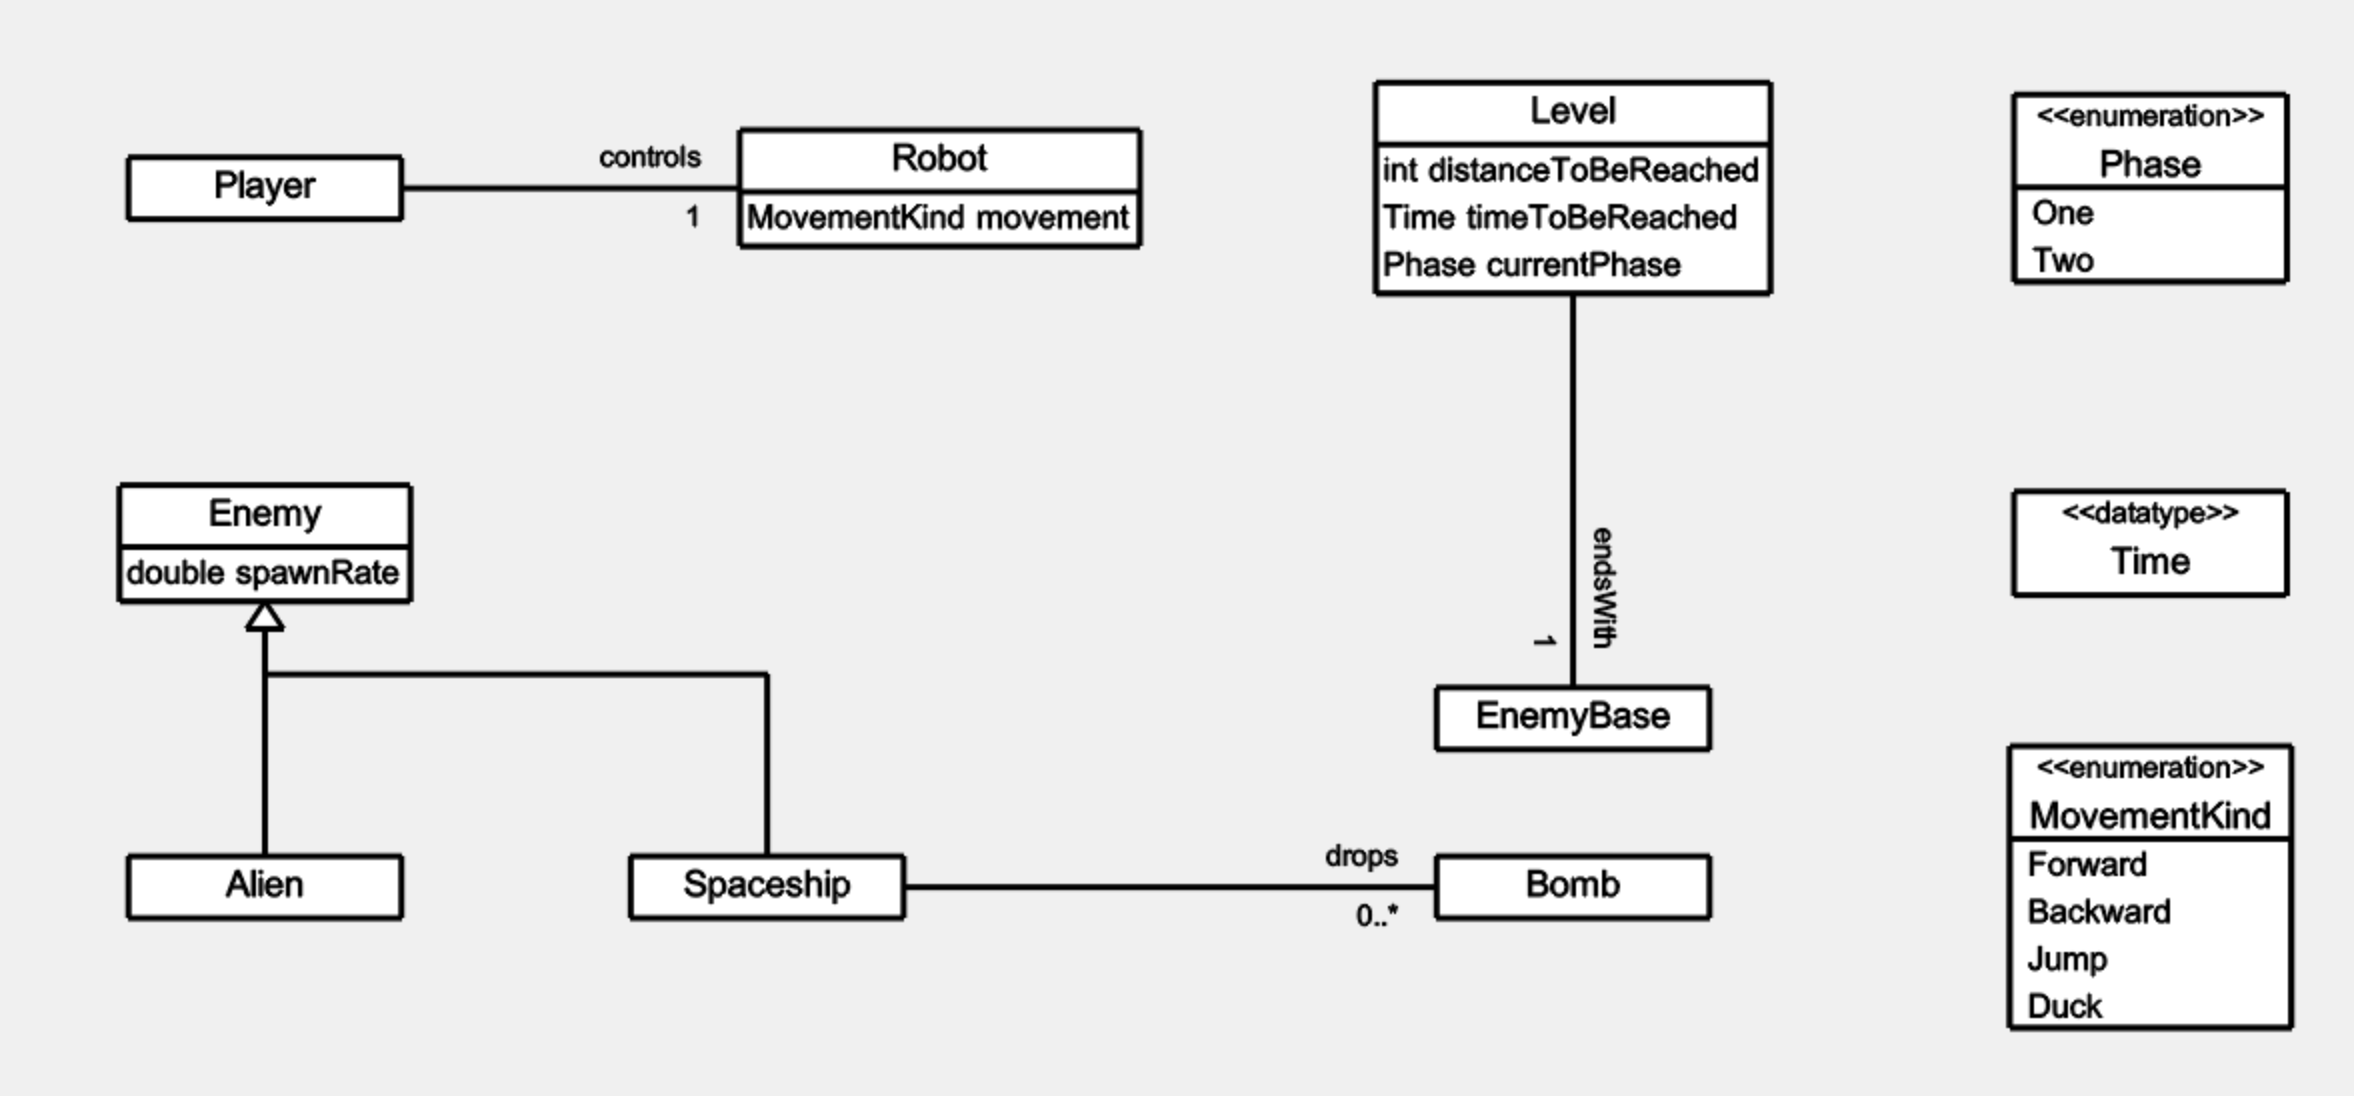 Player
controls
1
Robot
MovementKind movement
Level
int distanceToBeReached
Time timeToBeReached
Phase currentPhase
<<enumeration>>
Phase
One
Two
Enemy
double spawnRate
endsWith
1
EnemyBase
<<datatype>>
Time
Alien
Spaceship
drops
0..*
Bomb
<<enumeration>>
MovementKind
Forward
Backward
Jump
Duck